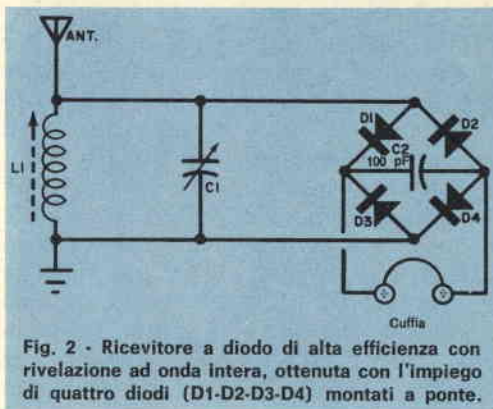 ANT.
D1
D2
C2
100 pF
L1
C1
D3
D4
Cuffia
Fig. 2 - Ricevitore a diodo di alta efficienza con
rivelazione ad onda intera, ottenuta con l'impiego
di quattro diodi (D1-D2-D3-D4) montati a ponte.